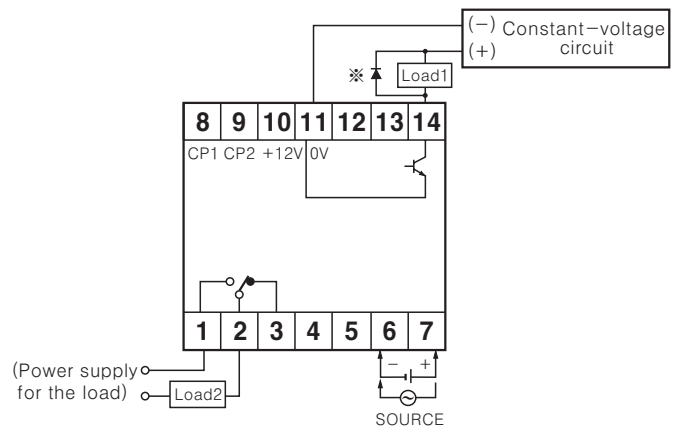 (−) Constant−voltage
(+) circuit
※ Load1
8 9 10 11 12 13 14
CP1 CP2 +12V 0V
1 2 3 4 5 6 7
(Power supply
for the load)
Load2
− +
SOURCE